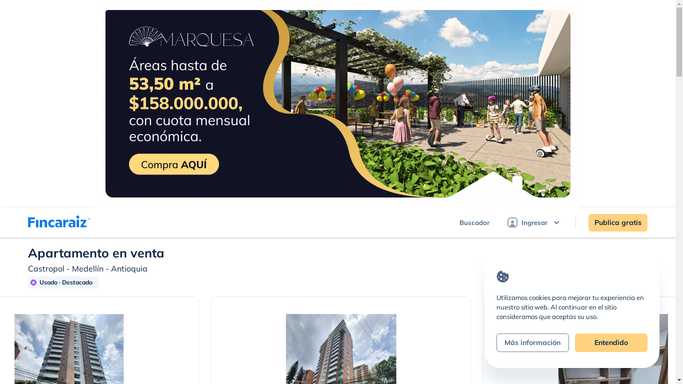 MARQUESA
Áreas hasta de
53,50 m² a
$158.000.000,
con cuota mensual
económica.
Compra AQUÍ
Fincaraiz
Buscador
Ingresar
Publica gratis
Apartamento en venta
Castropol - Medellín - Antioquia
Usado · Destacado
Utilizamos cookies para mejorar tu experiencia en
nuestro sitio web. Al continuar en el sitio
consideramos que aceptas su uso.
Más información
Entendido